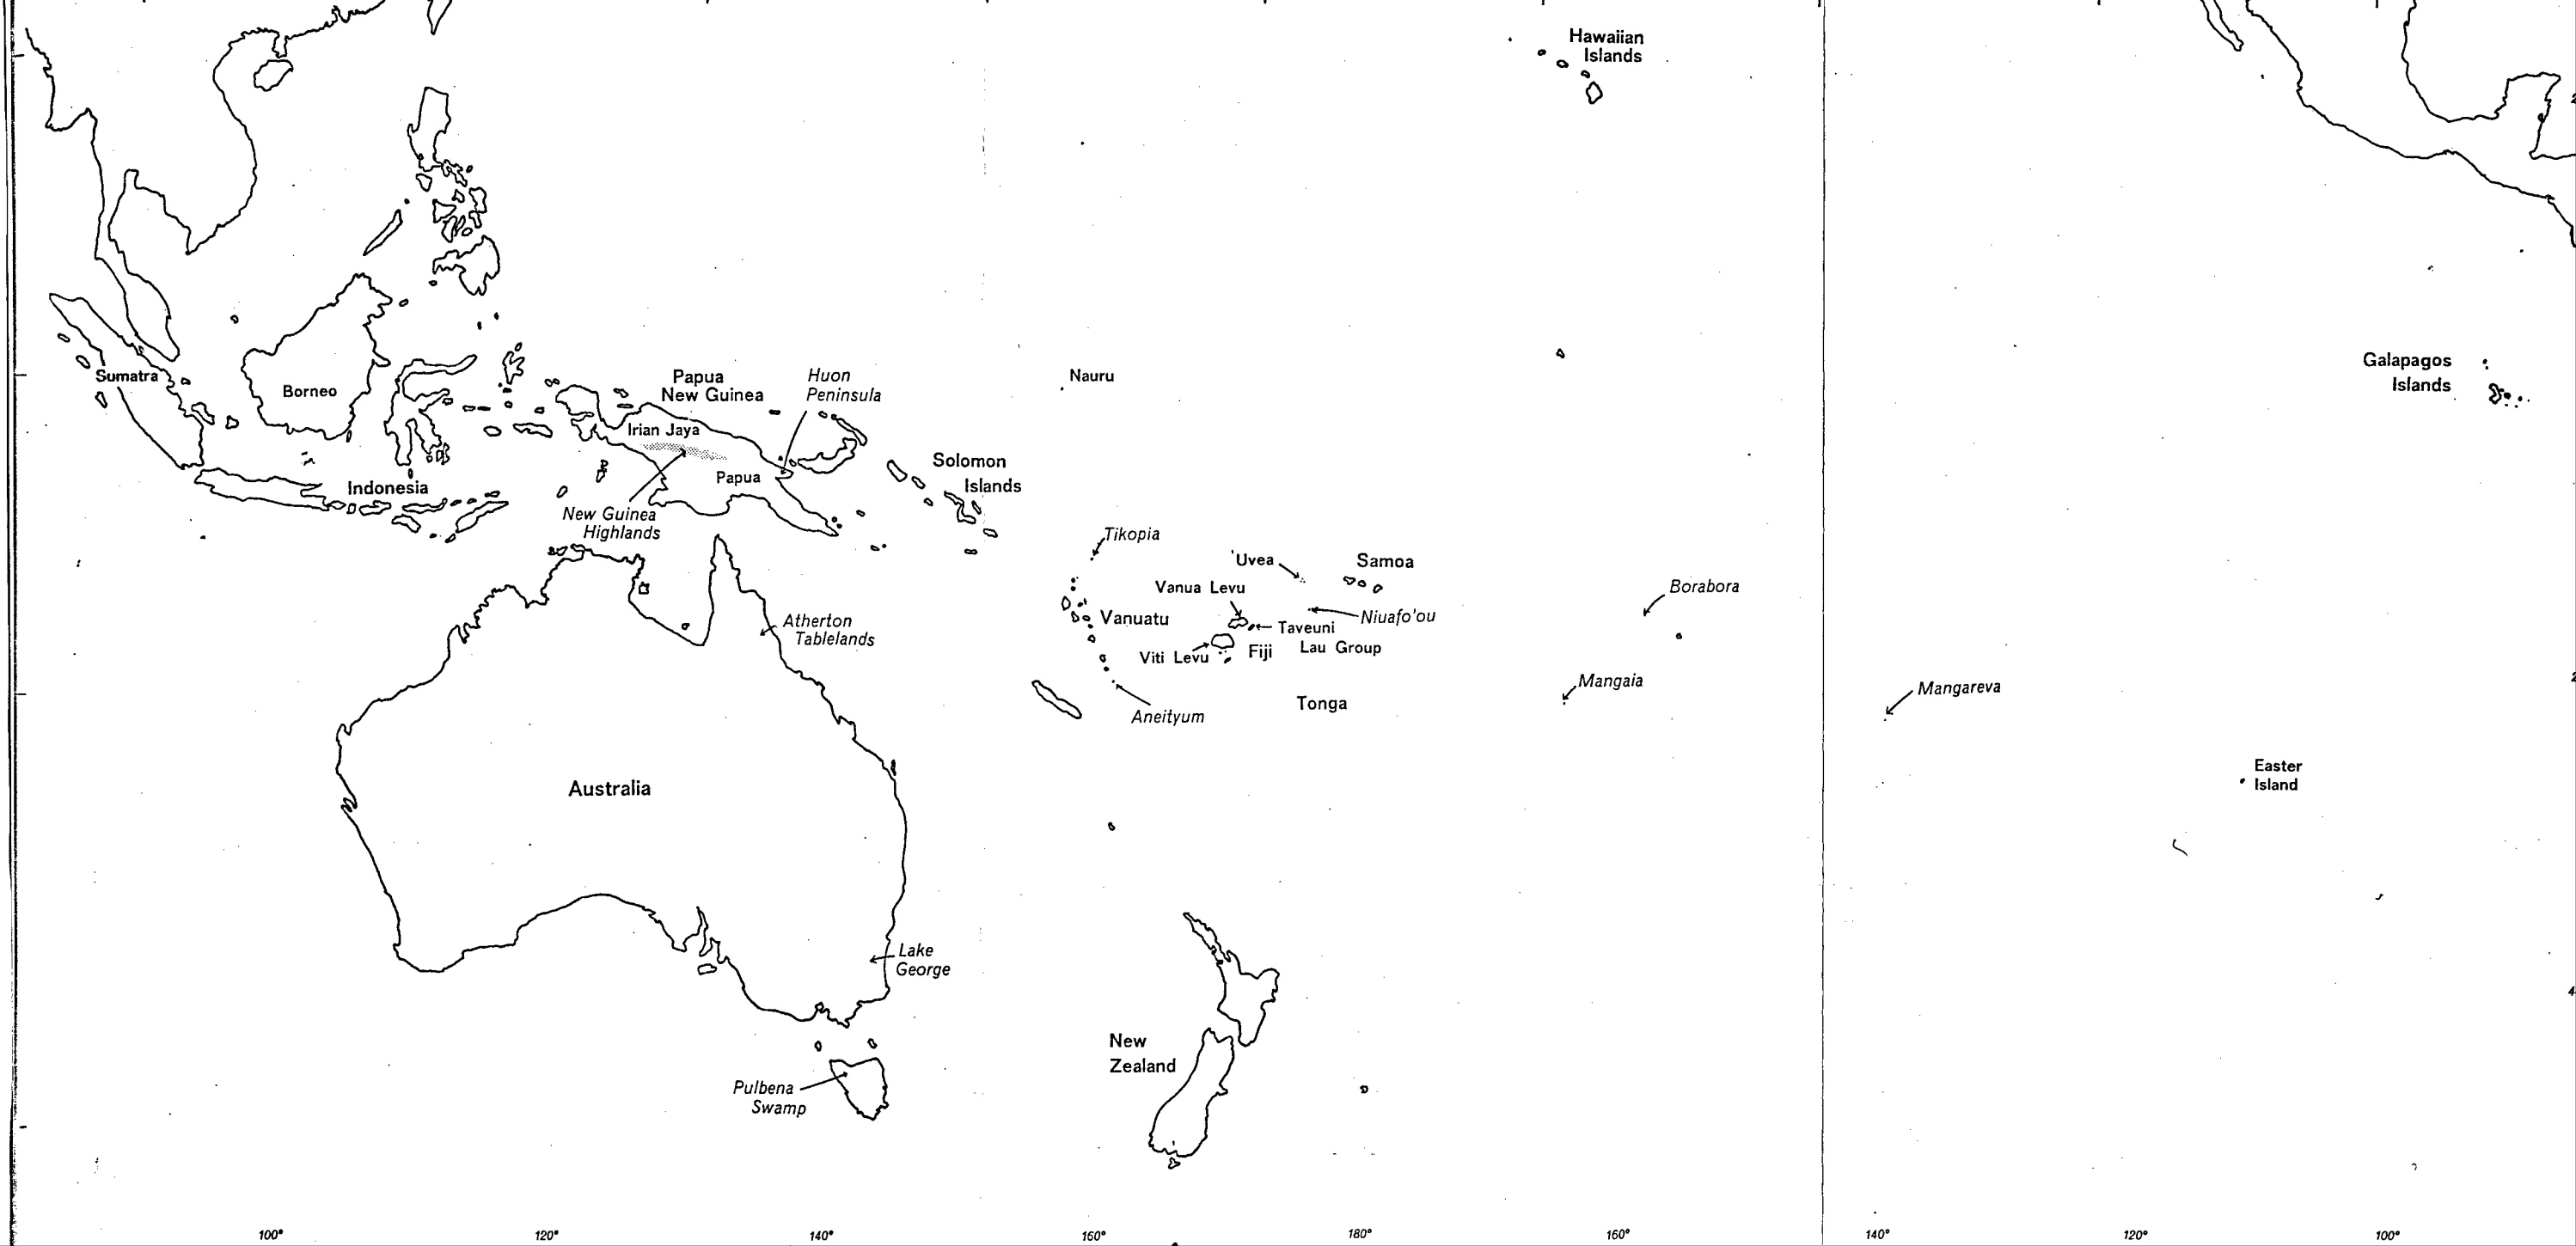 Hawaiian
Islands
Galapagos
Islands
Sumatra
Borneo
Papua
New Guinea
Huon
Peninsula
Nauru
Irian Jaya
Papua
Solomon
Islands
Indonesia
New Guinea
Highlands
Tikopia
'Uvea
Samoa
Vanua Levu
Borabora
Vanuatu
Niuafo'ou
Taveuni
Atherton
Tablelands
Viti Levu
Fiji
Lau Group
Mangaia
Mangareva
Tonga
Aneityum
Easter
Island
Australia
Lake
George
New
Zealand
Pulbena
Swamp
100° 120° 140° 160° 180° 160° 140° 120° 100°